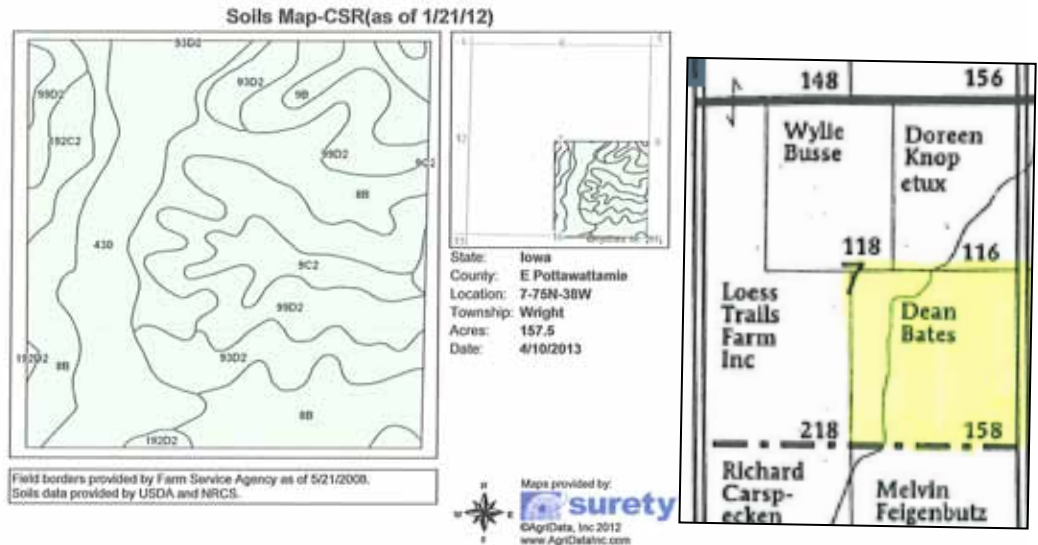 Soils Map-CSR(as of 1/21/12)
93D2
99D2
93D2
9B
192C2
99D2
9C2
8B
430
9C2
99D2
192D2
93D2
8B
8B
192D2
State: Iowa
County: E Pottawattamie
Location: 7-75N-38W
Township: Wright
Acres: 157.5
Date: 4/10/2013
Field borders provided by Farm Service Agency as of 5/21/2008.
Soils data provided by USDA and NRCS.
Maps provided by:
surety
©AgriData, Inc 2012
www.AgriDataInc.com
148
156
Wylie
Busse
Doreen
Knop
etux
118
116
7
Loess
Trails
Farm
Inc
Dean
Bates
218
158
Richard
Carsp-
ecken
Melvin
Feigenbutz